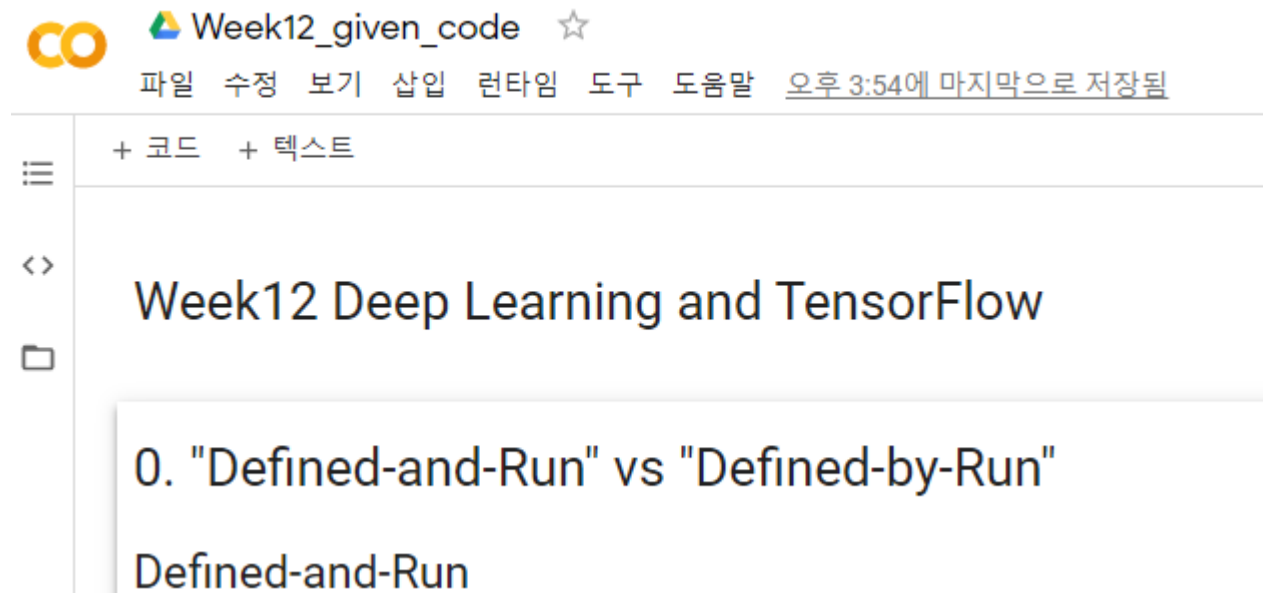 Week12_given_code
파일 수정 보기 삽입 런타임 도구 도움말 오후 3:54에 마지막으로 저장됨
+ 코드 + 텍스트
Week12 Deep Learning and TensorFlow
0. "Defined-and-Run" vs "Defined-by-Run"
Defined-and-Run